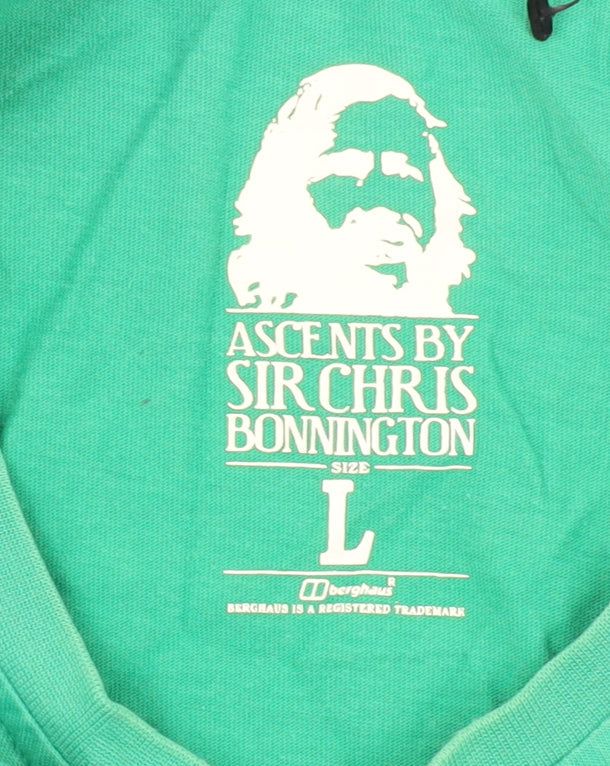 ASCENTS BY
SIR CHRIS
BONNINGTON
SIZE
L
berghaus R
BERGHAUS IS A REGISTERED TRADEMARK